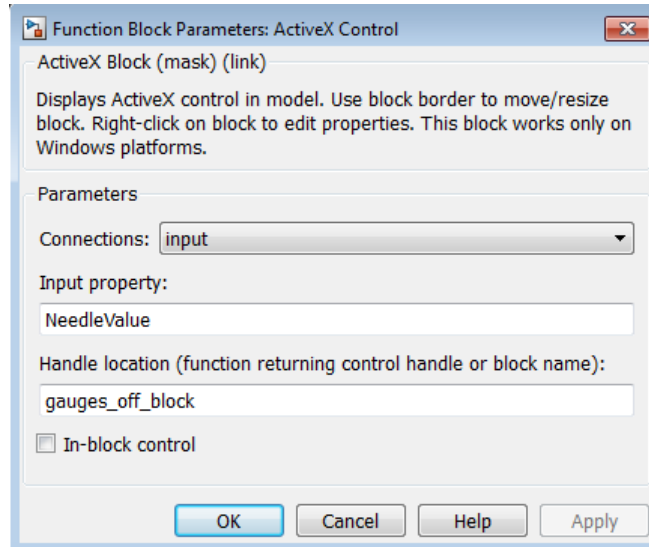 Function Block Parameters: ActiveX Control
ActiveX Block (mask) (link)
Displays ActiveX control in model. Use block border to move/resize
block. Right-click on block to edit properties. This block works only on
Windows platforms.
Parameters
Connections: input
Input property:
NeedleValue
Handle location (function returning control handle or block name):
gauges_off_block
In-block control
OK Cancel Help Apply